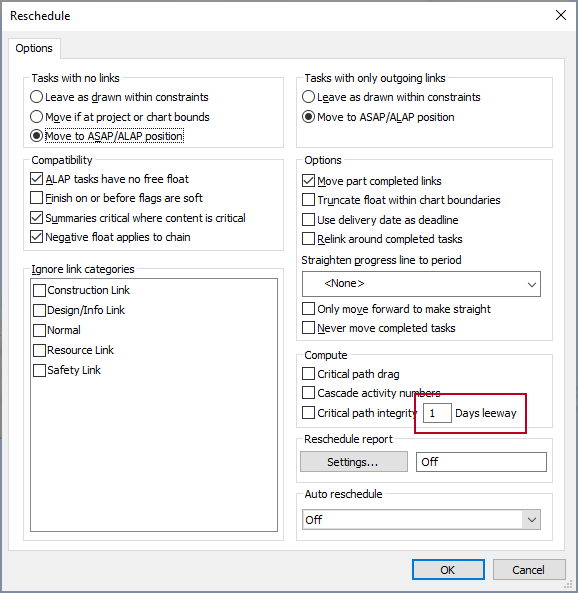 Reschedule
Options
Tasks with no links
Leave as drawn within constraints
Move if at project or chart bounds
Move to ASAP/ALAP position
Compatibility
ALAP tasks have no free float
Finish on or before flags are soft
Summaries critical where content is critical
Negative float applies to chain
Ignore link categories
Construction Link
Design/Info Link
Normal
Resource Link
Safety Link
Tasks with only outgoing links
Leave as drawn within constraints
Move to ASAP/ALAP position
Options
Move part completed links
Truncate float within chart boundaries
Use delivery date as deadline
Relink around completed tasks
Straighten progress line to period
<None>
Only move forward to make straight
Never move completed tasks
Compute
Critical path drag
Cascade activity numbers
Critical path integrity 1 Days leeway
Reschedule report
Settings... Off
Auto reschedule
Off
OK Cancel